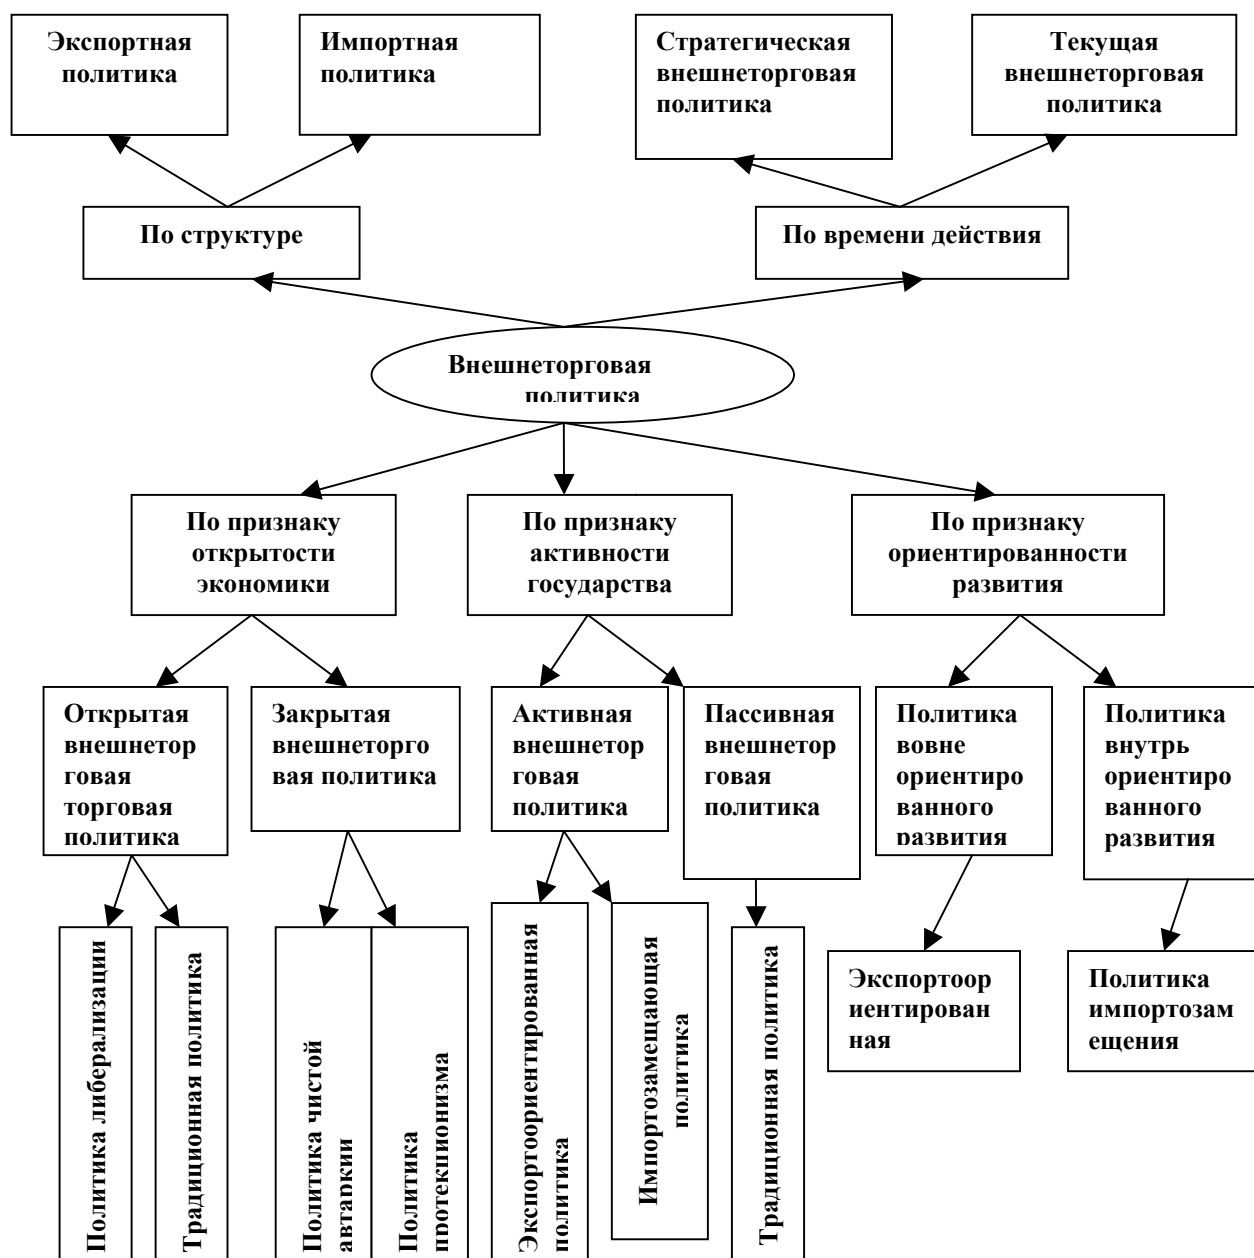 Экспортная
политика
Импортная
политика
Стратегическая
внешнеторговая
политика
Текущая
внешнеторговая
политика
По структуре
По времени действия
Внешнеторговая
политика
По признаку
открытости
экономики
По признаку
активности
государства
По признаку
ориентированности
развития
Открытая
внешнетор
говая
торговая
политика
Закрытая
внешнеторго
вая политика
Активная
внешнетор
говая
политика
Пассивная
внешнетор
говая
политика
Политика
вовне
ориентиро
ванного
развития
Политика
внутрь
ориентиро
ванного
развития
Политика либерализации
Традиционная политика
Политика чистой
автаркии
Политика
протекционизма
Экспортоориентированная
политика
Импортозамещающая
политика
Традиционная политика
Экспортоор
иентирован
ная
Политика
импортозам
ещения